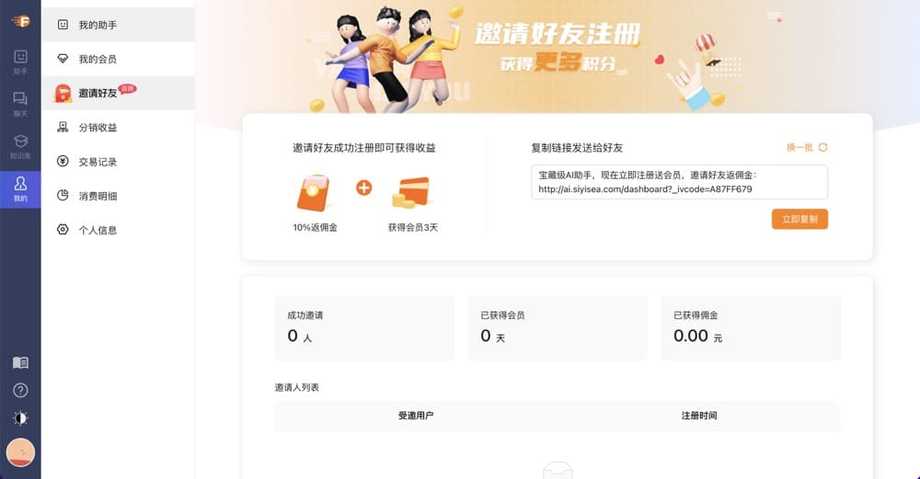 我的助手
我的会员
邀请好友
分销收益
交易记录
消费明细
个人信息
助手
聊天
知识库
我的
邀请好友注册
获得更多积分
邀请好友成功注册即可获得收益
10%返佣金
获得会员3天
复制链接发送给好友
换一批
宝藏级AI助手，现在立即注册送会员，邀请好友返佣金：
http://ai.siyisea.com/dashboard?_ivcode=A87FF679
立即复制
成功邀请
0 人
已获得会员
0 天
已获得佣金
0.00 元
邀请人列表
受邀用户 注册时间